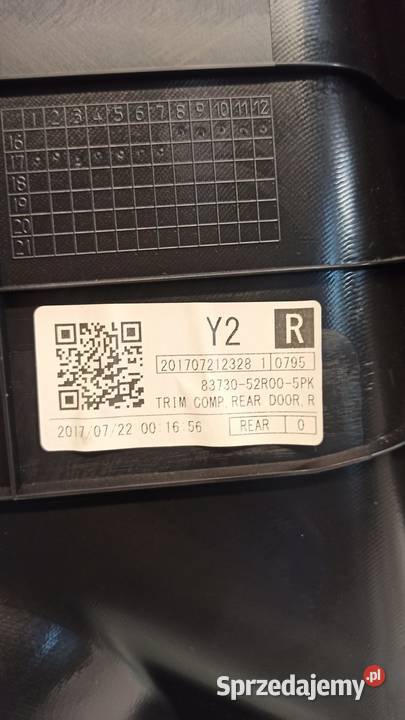 1 2 3 4 5 6 7 8 9 10 11 12
16
17
18
19
20
21
Y2 R
201707212328 1 0795
83730-52R00-5PK
TRIM COMP, REAR DOOR, R
2017/07/22 00:16:56 REAR 0
Sprzedajemy.pl